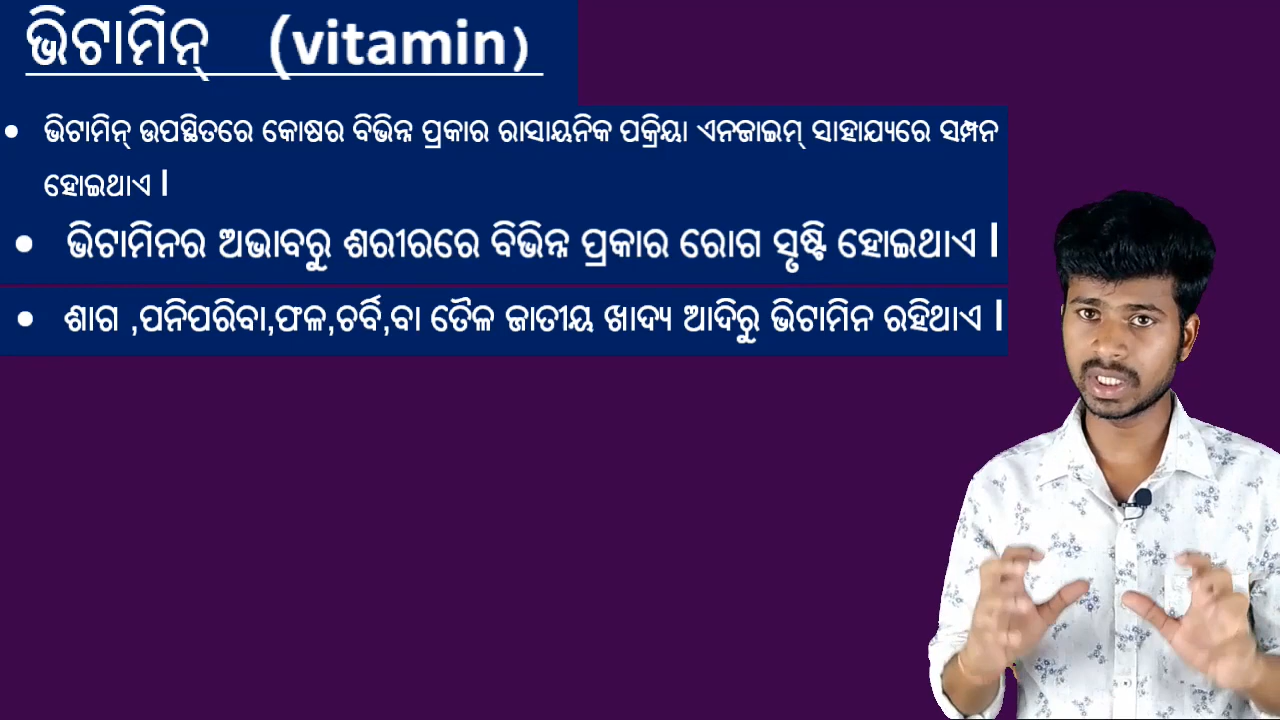 ଭିଟାମିନ୍ (vitamin)
• ଭିଟାମିନ୍ ଉପସ୍ଥିତରେ କୋଷର ବିଭିନ୍ନ ପ୍ରକାର ରାସାୟନିକ ପକ୍ରିୟା ଏନଜାଇମ୍ ସାହାଯ୍ୟରେ ସମ୍ପନ
ହୋଇଥାଏ |
• ଭିଟାମିନର ଅଭାବରୁ ଶରୀରରେ ବିଭିନ୍ନ ପ୍ରକାର ରୋଗ ସୃଷ୍ଟି ହୋଇଥାଏ |
• ଶାଗ ,ପନିପରିବା,ଫଳ,ଚର୍ବି,ବା ତୈଳ ଜାତୀୟ ଖାଦ୍ୟ ଆଦିରୁ ଭିଟାମିନ ରହିଥାଏ |